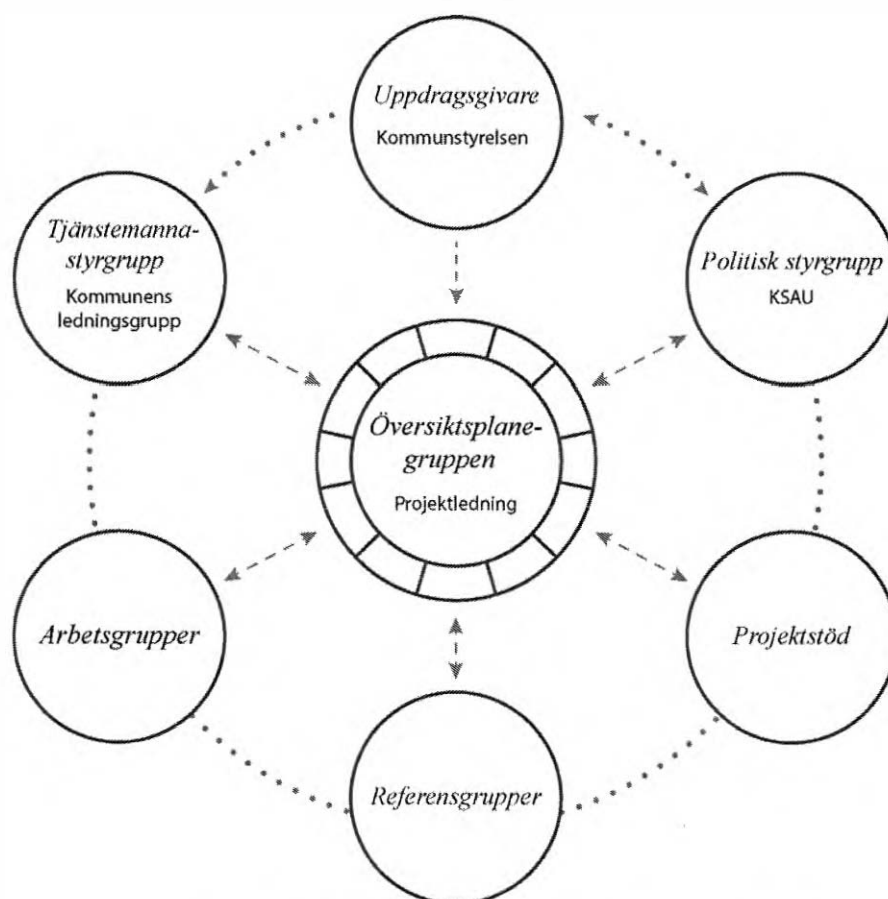 Uppdragsgivare
Kommunstyrelsen
Tjänstemanna-
styrgrupp
Kommunens
ledningsgrupp
Politisk styrgrupp
KSAU
Översiktsplane-
gruppen
Projektledning
Arbetsgrupper
Projektstöd
Referensgrupper